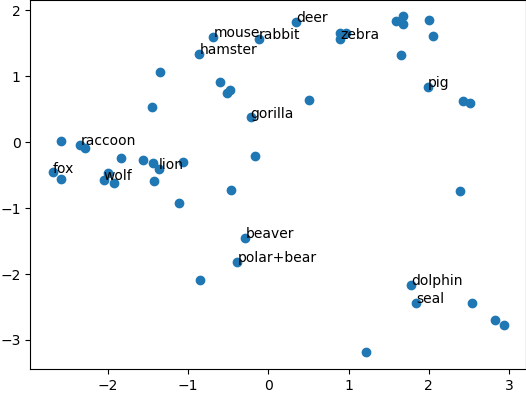 2
deer
mouse
rabbit
zebra
hamster
1
pig
gorilla
0
raccoon
fox
lion
wolf
−1
beaver
polar+bear
−2
dolphin
seal
−3
−2 −1 0 1 2 3